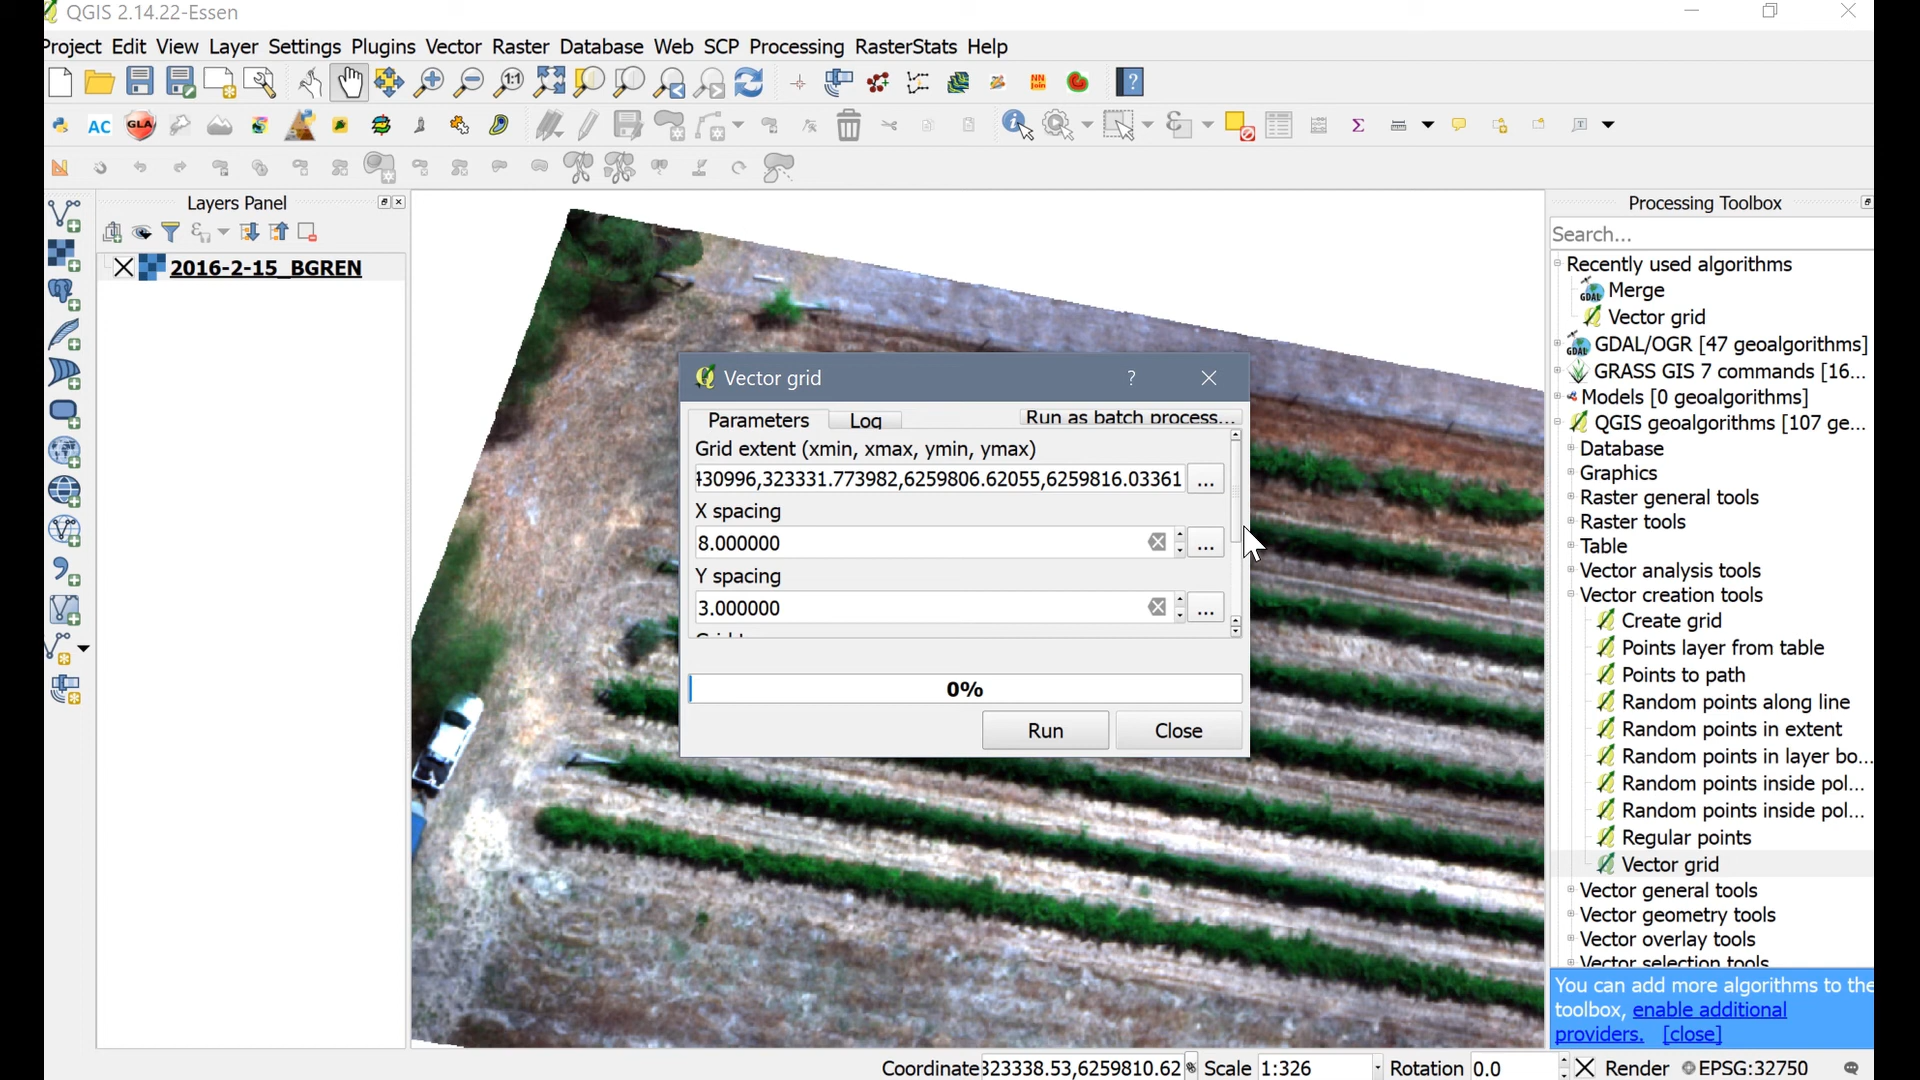 QGIS 2.14.22-Essen
Project Edit View Layer Settings Plugins Vector Raster Database Web SCP Processing RasterStats Help
Layers Panel
2016-2-15_BGREN
Vector grid
Parameters Log Run as batch process...
Grid extent (xmin, xmax, ymin, ymax)
430996,323331.773982,6259806.62055,6259816.03361 ...
X spacing
8.000000 ...
Y spacing
3.000000 ...
0%
Run Close
Processing Toolbox
Search...
Recently used algorithms
Merge
Vector grid
GDAL/OGR [47 geoalgorithms]
GRASS GIS 7 commands [16...
Models [0 geoalgorithms]
QGIS geoalgorithms [107 ge...
Database
Graphics
Raster general tools
Raster tools
Table
Vector analysis tools
Vector creation tools
Create grid
Points layer from table
Points to path
Random points along line
Random points in extent
Random points in layer bo...
Random points inside pol...
Random points inside pol...
Regular points
Vector grid
Vector general tools
Vector geometry tools
Vector overlay tools
Vector selection tools
You can add more algorithms to the
toolbox, enable additional
providers. [close]
Coordinate 323338.53,6259810.62 Scale 1:326 Rotation 0.0 Render EPSG:32750